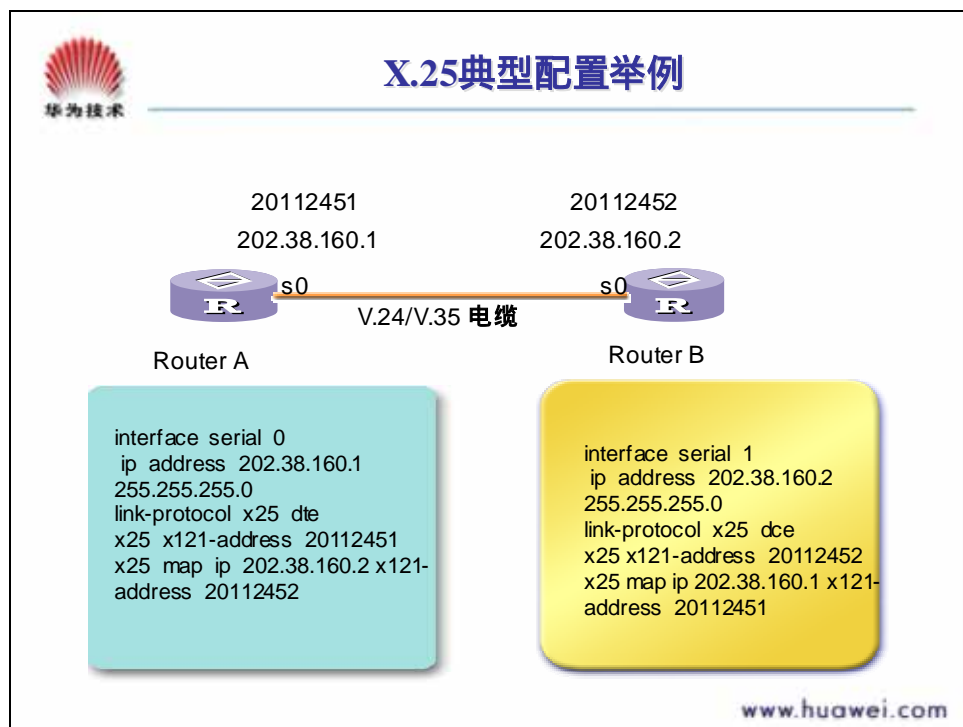 华为技术
X.25典型配置举例
20112451
20112452
202.38.160.1
202.38.160.2
s0
s0
R
R
V.24/V.35 电缆
Router A
Router B
interface serial 0
ip address 202.38.160.1
255.255.255.0
link-protocol x25 dte
x25 x121-address 20112451
x25 map ip 202.38.160.2 x121-
address 20112452
interface serial 1
ip address 202.38.160.2
255.255.255.0
link-protocol x25 dce
x25 x121-address 20112452
x25 map ip 202.38.160.1 x121-
address 20112451
www.huawei.com